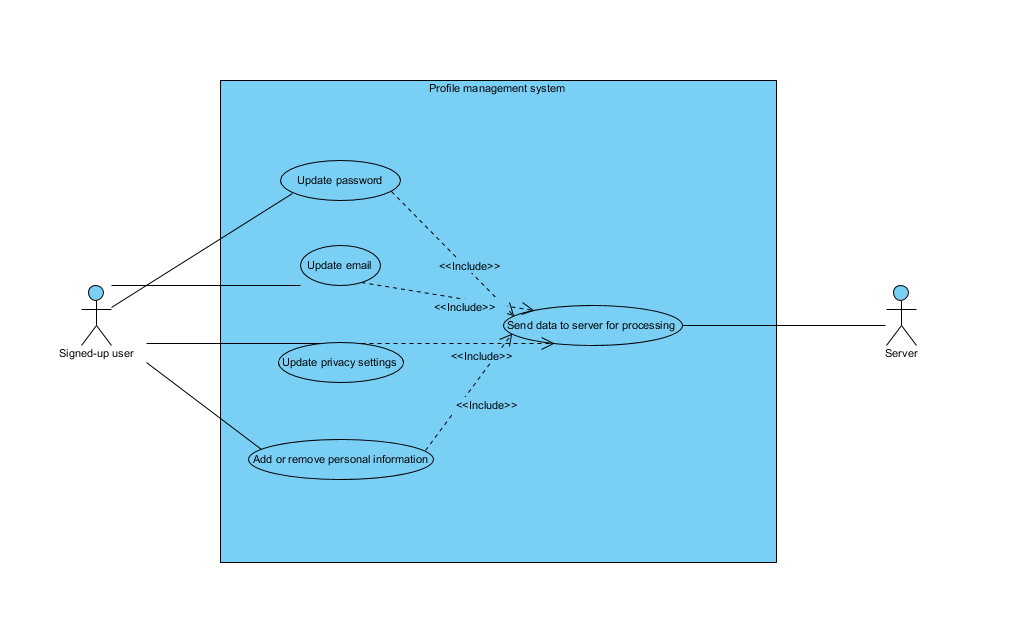 Profile management system
Update password
Update email
<<Include>>
<<Include>>
Send data to server for processing
Signed-up user
Server
Update privacy settings
<<Include>>
<<Include>>
Add or remove personal information